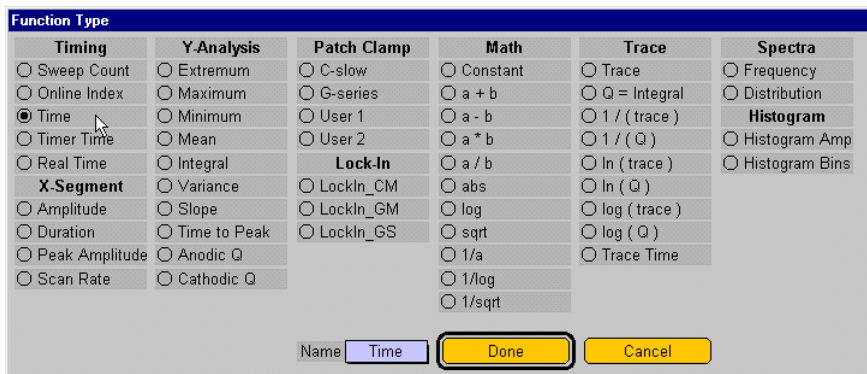 Function Type
Timing Y-Analysis Patch Clamp Math Trace Spectra
Sweep Count Extremum C-slow Constant Trace Frequency
Online Index Maximum G-series a + b Q = Integral Distribution
Time Minimum User 1 a - b 1 / ( trace ) Histogram
Timer Time Mean User 2 a * b 1 / ( Q ) Histogram Amp
Real Time Integral Lock-In a / b ln ( trace ) Histogram Bins
X-Segment Variance LockIn_CM abs ln ( Q )
Amplitude Slope LockIn_GM log log ( trace )
Duration Time to Peak LockIn_GS sqrt log ( Q )
Peak Amplitude Anodic Q 1/a Trace Time
Scan Rate Cathodic Q 1/log
1/sqrt
Name Time Done Cancel